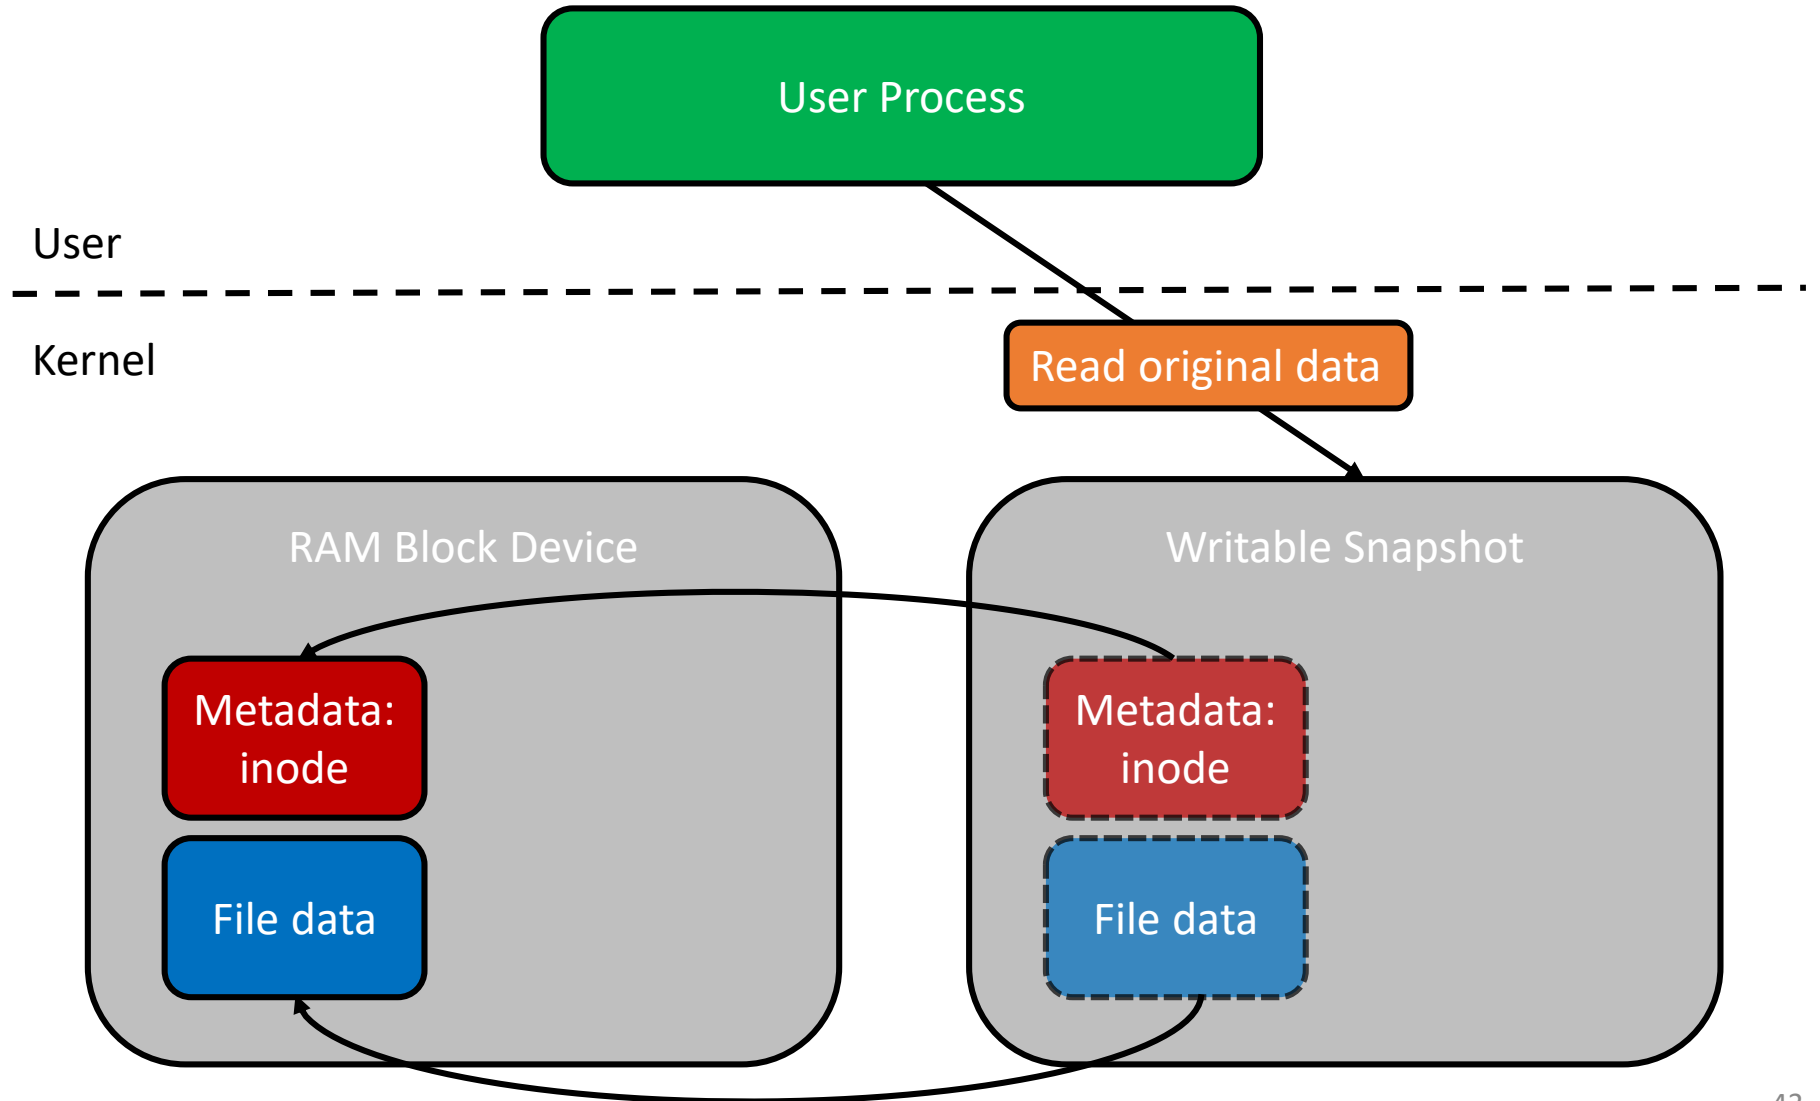 User Process
User
Kernel
Read original data
RAM Block Device
Writable Snapshot
Metadata:
inode
Metadata:
inode
File data
File data